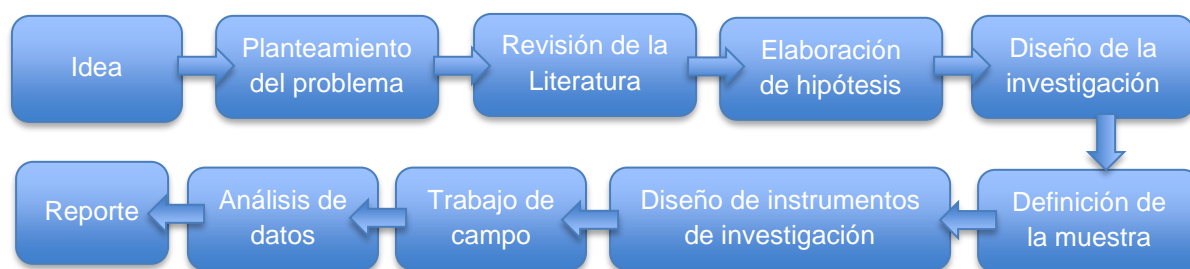 Idea
Planteamiento
del problema
Revisión de la
Literatura
Elaboración
de hipótesis
Diseño de la
investigación
Definición de
la muestra
Diseño de instrumentos
de investigación
Trabajo de
campo
Análisis de
datos
Reporte